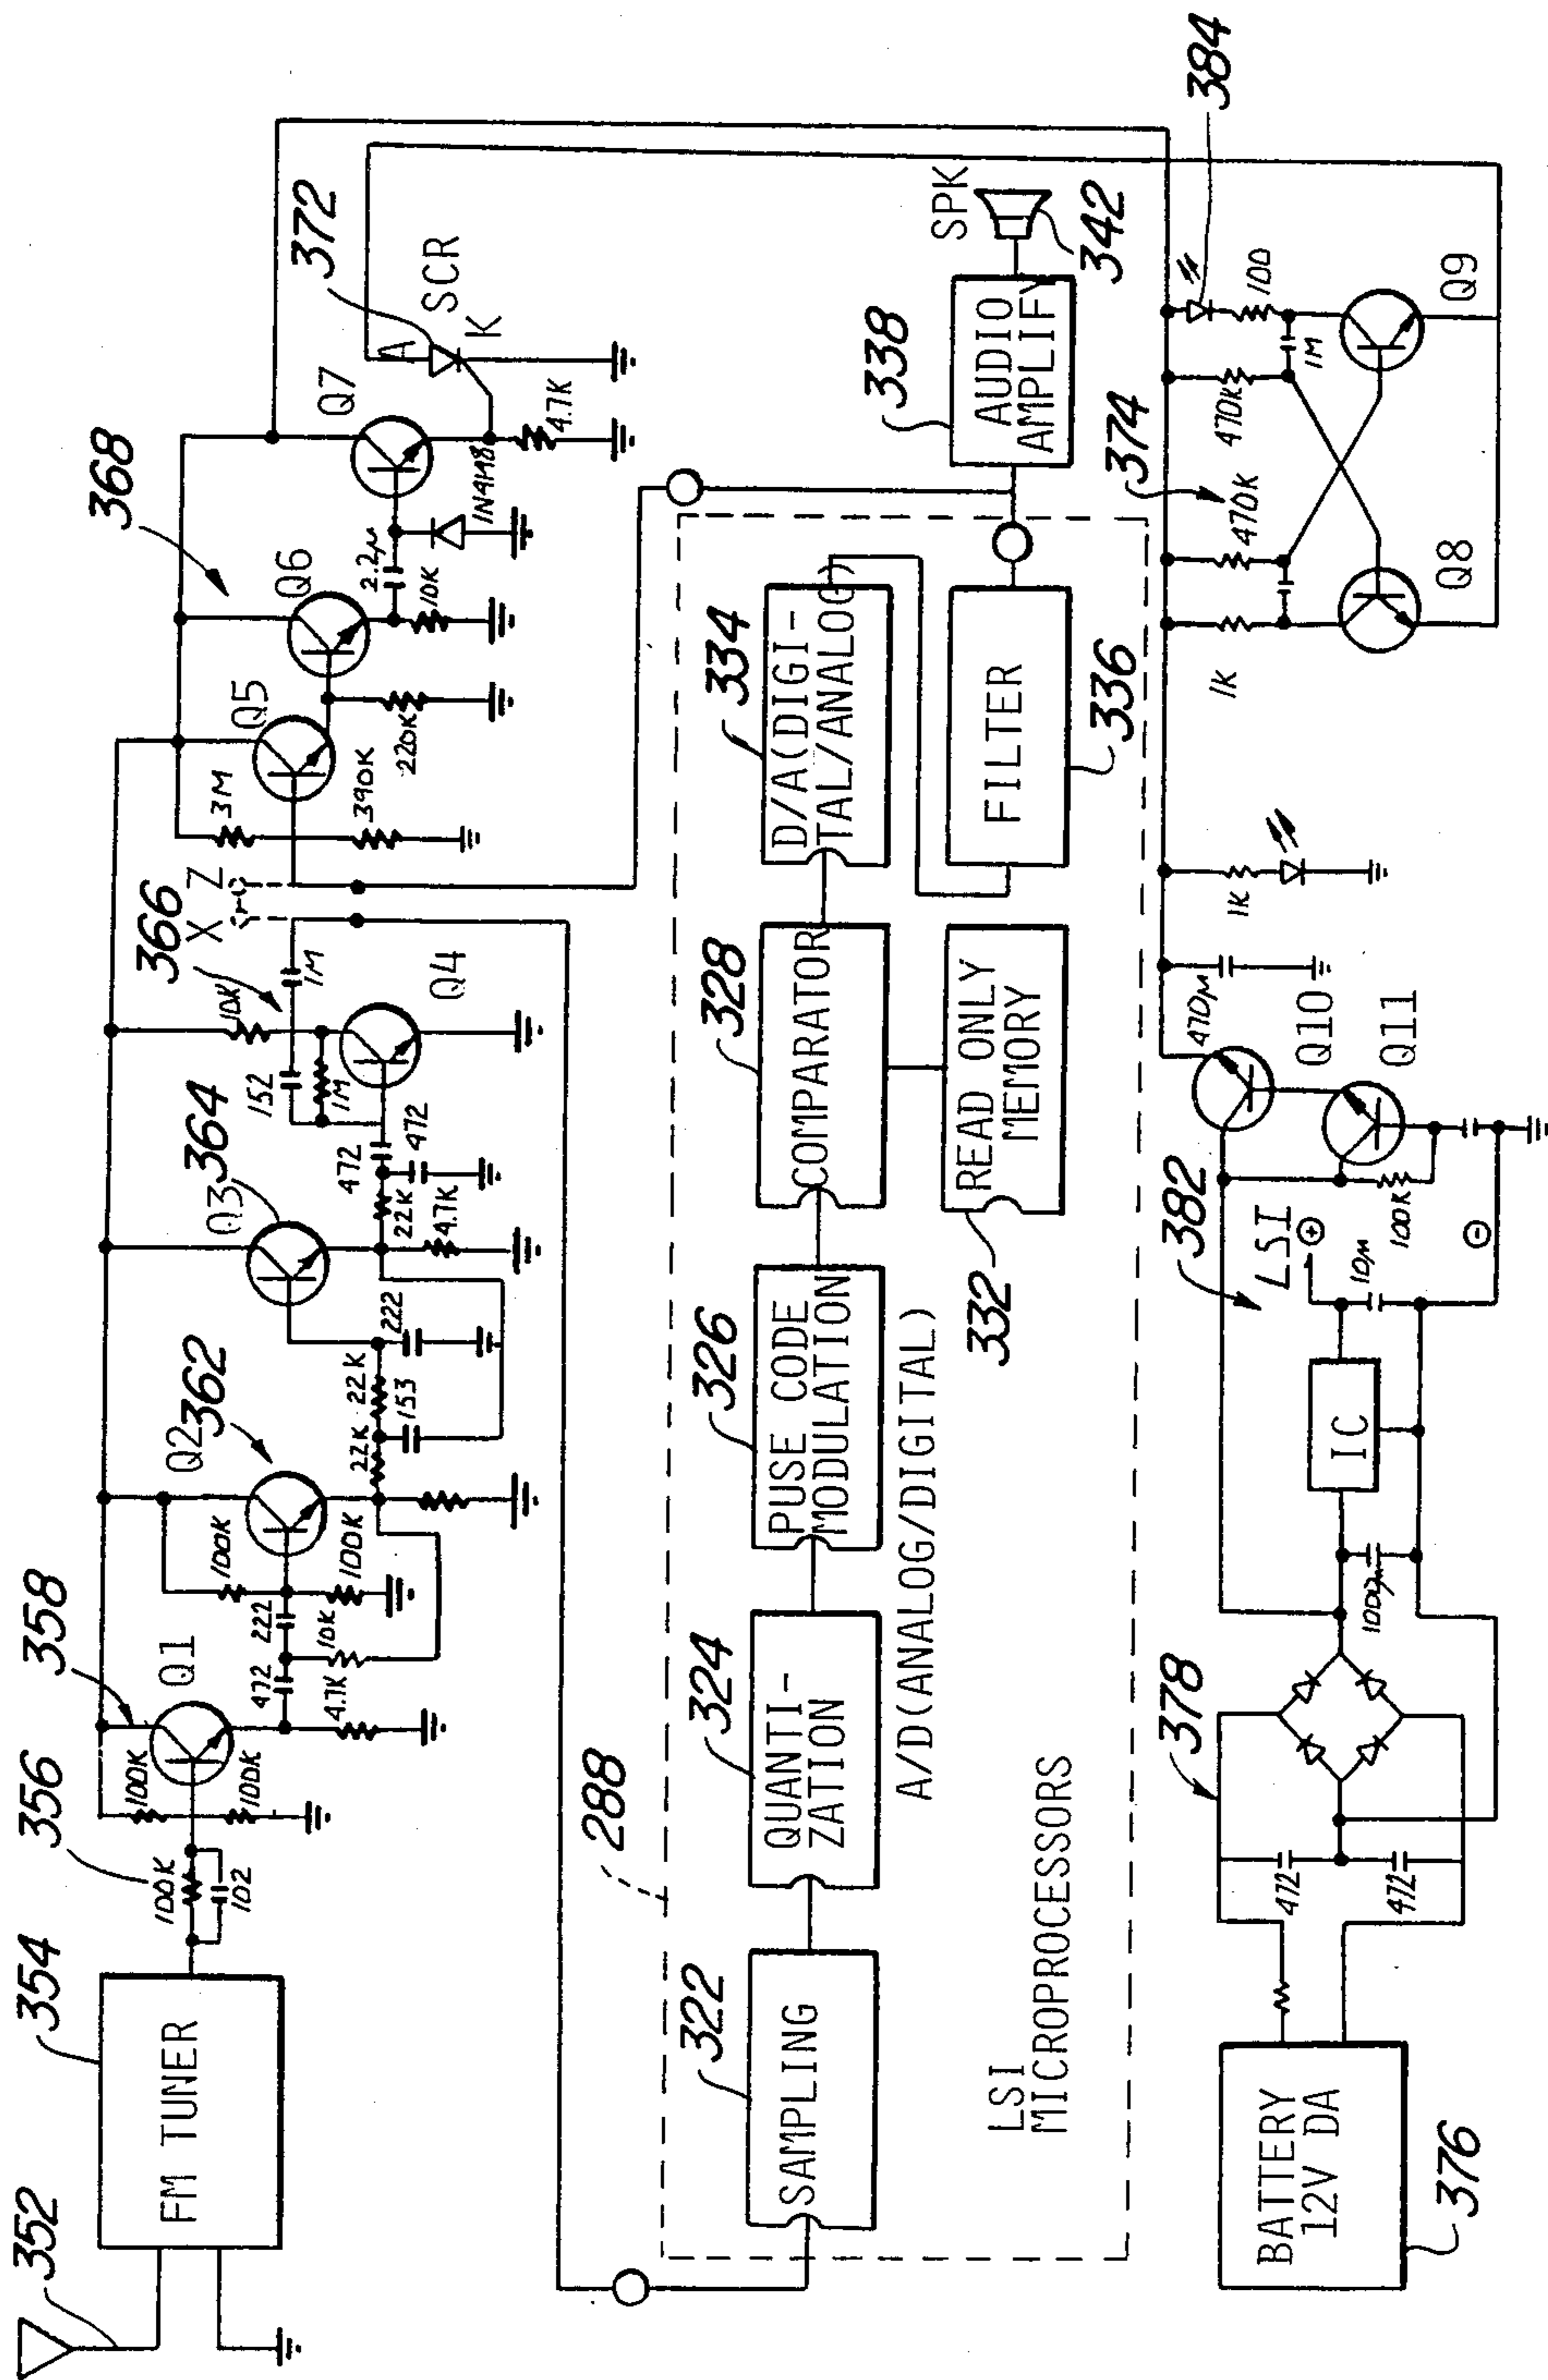 352
354
FM TUNER
356
100K
102
358
100K
100K
Q1
472
4.7K
222
10K
100K
100K
Q2
362
22K
22K
153
222
Q3
364
22K
4.7K
472
472
152
1M
10K
366
1M
Q4
X
Z
3M
390K
Q5
220K
368
Q6
2.2µ
10K
1N4M8
Q7
4.7K
372
A
SCR
K
288
322
SAMPLING
324
QUANTI-
ZATION
326
PUSE CODE
MODULATION
A/D(ANALOG/DIGITAL)
328
COMPARATOR
332
READ ONLY
MEMORY
334
D/A(DIGI-
TAL/ANALOG)
336
FILTER
338
AUDIO
AMPLIFY
SPK
342
LSI
MICROPROCESSORS
BATTERY
12V DA
376
472
472
378
100µ
IC
382
LSI
⊕
10µ
100K
⊖
Q10
Q11
470M
1K
1K
374
470K
470K
1M
100
384
Q8
Q9